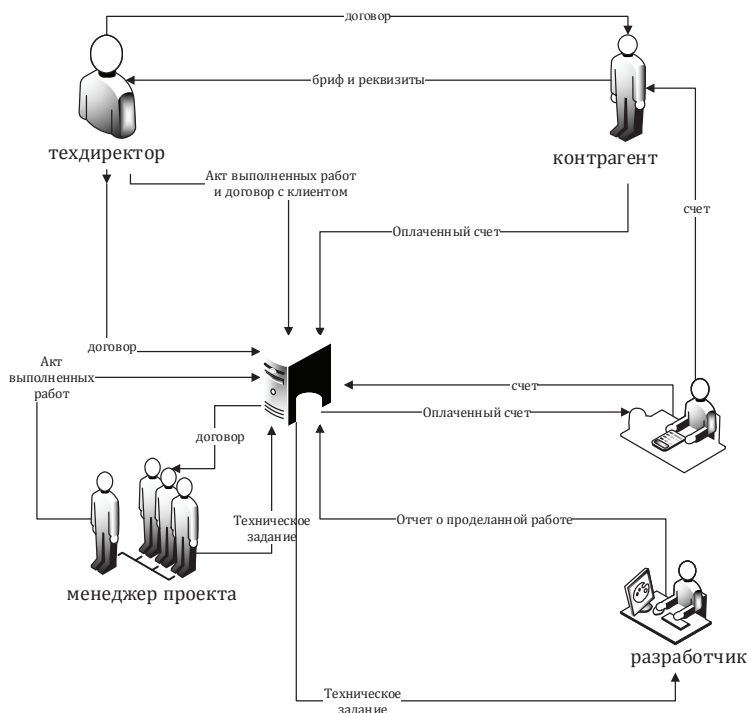 договор
бриф и реквизиты
техдиректор
контрагент
Акт выполненных работ
и договор с клиентом
счет
Оплаченный счет
договор
Акт
выполненных
работ
счет
Оплаченный счет
договор
Техническое
задание
Отчет о проделанной работе
менеджер проекта
разработчик
Техническое
задание